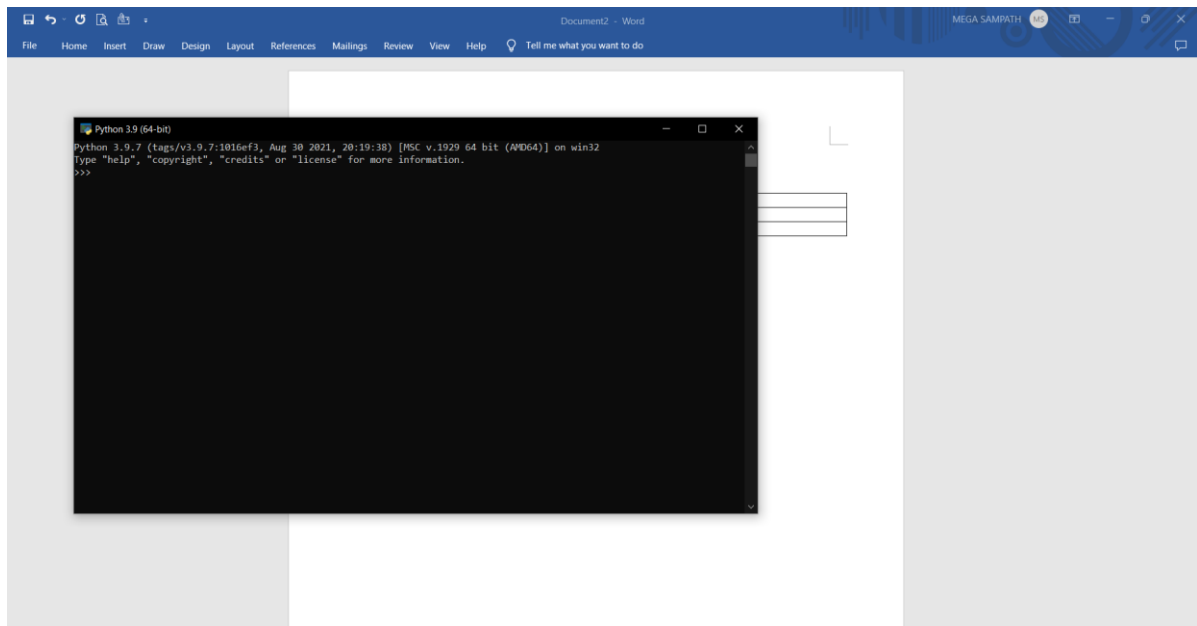 Document2 - Word
MEGA SAMPATH MS
File Home Insert Draw Design Layout References Mailings Review View Help Tell me what you want to do
Python 3.9 (64-bit)
Python 3.9.7 (tags/v3.9.7:1016ef3, Aug 30 2021, 20:19:38) [MSC v.1929 64 bit (AMD64)] on win32
Type "help", "copyright", "credits" or "license" for more information.
>>>